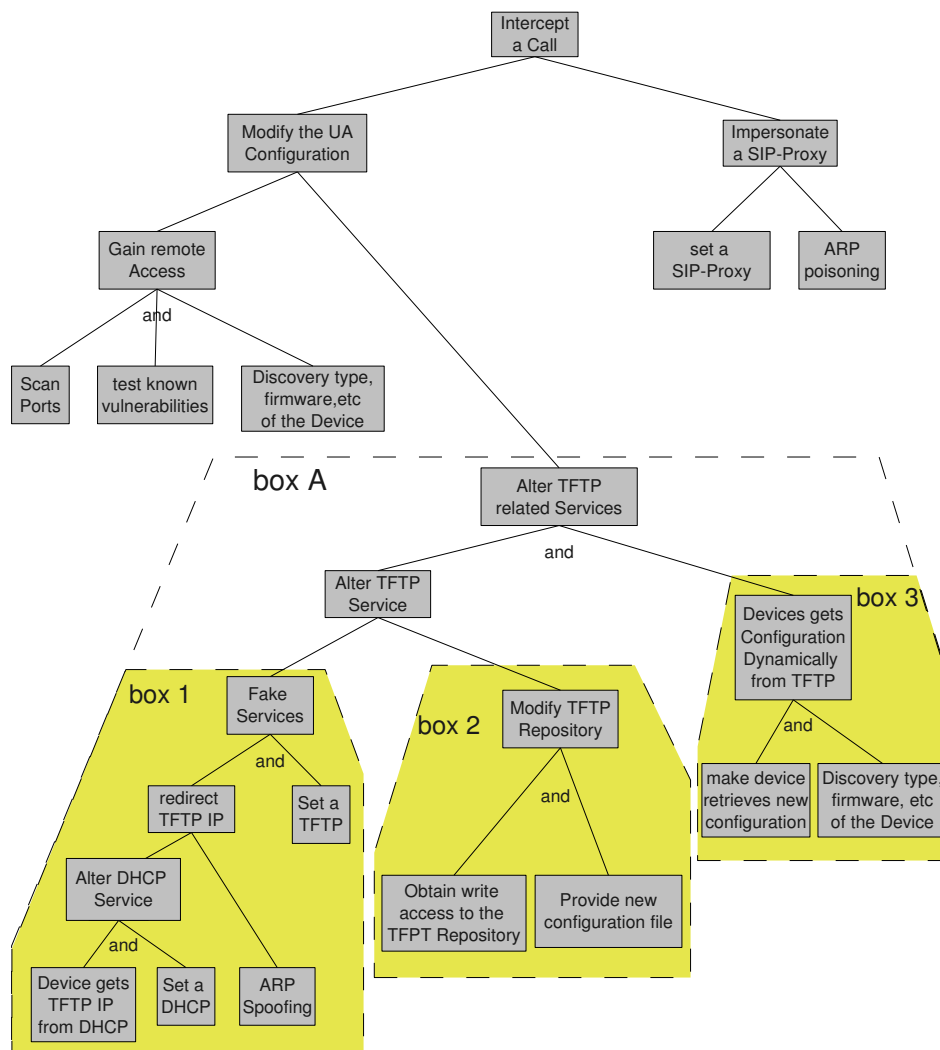 Intercept
a Call
Modify the UA
Configuration
Impersonate
a SIP-Proxy
Gain remote
Access
set a
SIP-Proxy
ARP
poisoning
and
Scan
Ports
test known
vulnerabilities
Discovery type,
firmware,etc
of the Device
box A
Alter TFTP
related Services
and
Alter TFTP
Service
box 3
Devices gets
Configuration
Dynamically
from TFTP
box 1
Fake
Services
box 2
Modify TFTP
Repository
and
and
and
redirect
TFTP IP
Set a
TFTP
make device
retrieves new
configuration
Discovery type,
firmware, etc
of the Device
Alter DHCP
Service
Obtain write
access to the
TFPT Repository
Provide new
configuration file
and
Device gets
TFTP IP
from DHCP
Set a
DHCP
ARP
Spoofing